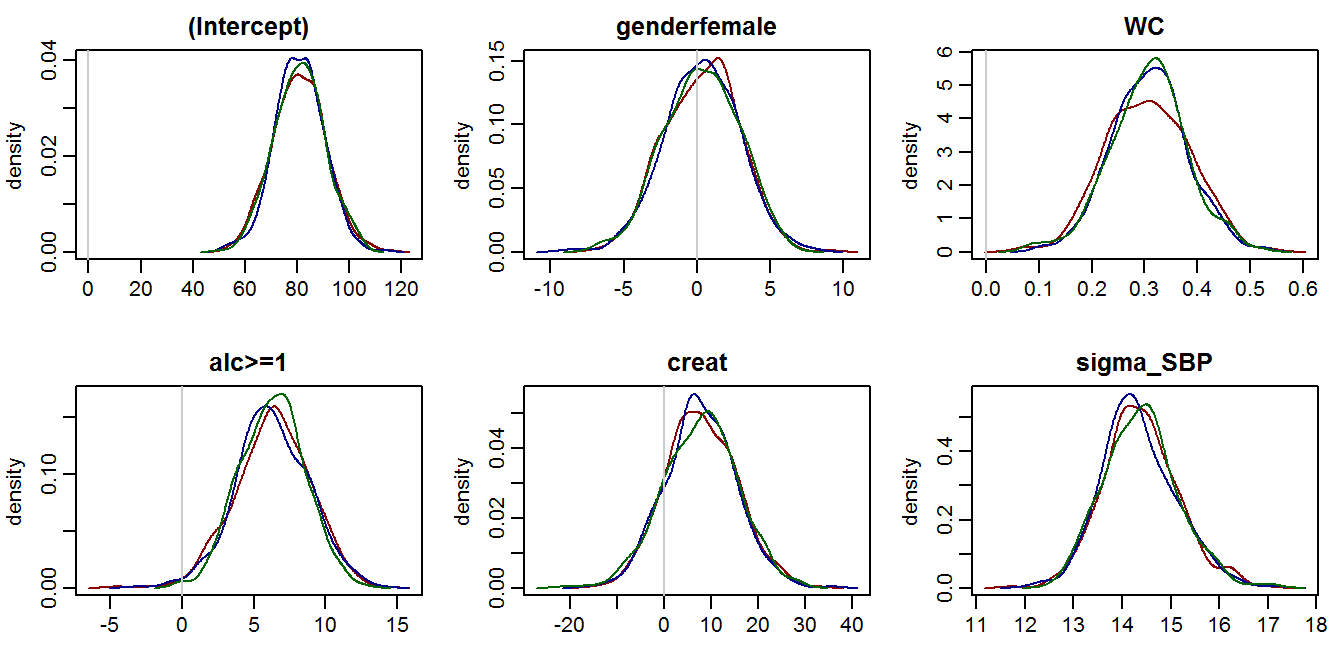 (Intercept)
density
0.00 0.02 0.04
0 20 40 60 80 100 120
genderfemale
density
0.00 0.05 0.10 0.15
-10 -5 0 5 10
WC
density
0 1 2 3 4 5 6
0.0 0.1 0.2 0.3 0.4 0.5 0.6
alc>=1
density
0.00 0.10
-5 0 5 10 15
creat
density
0.00 0.02 0.04
-20 0 10 20 30 40
sigma_SBP
density
0.0 0.2 0.4
11 12 13 14 15 16 17 18